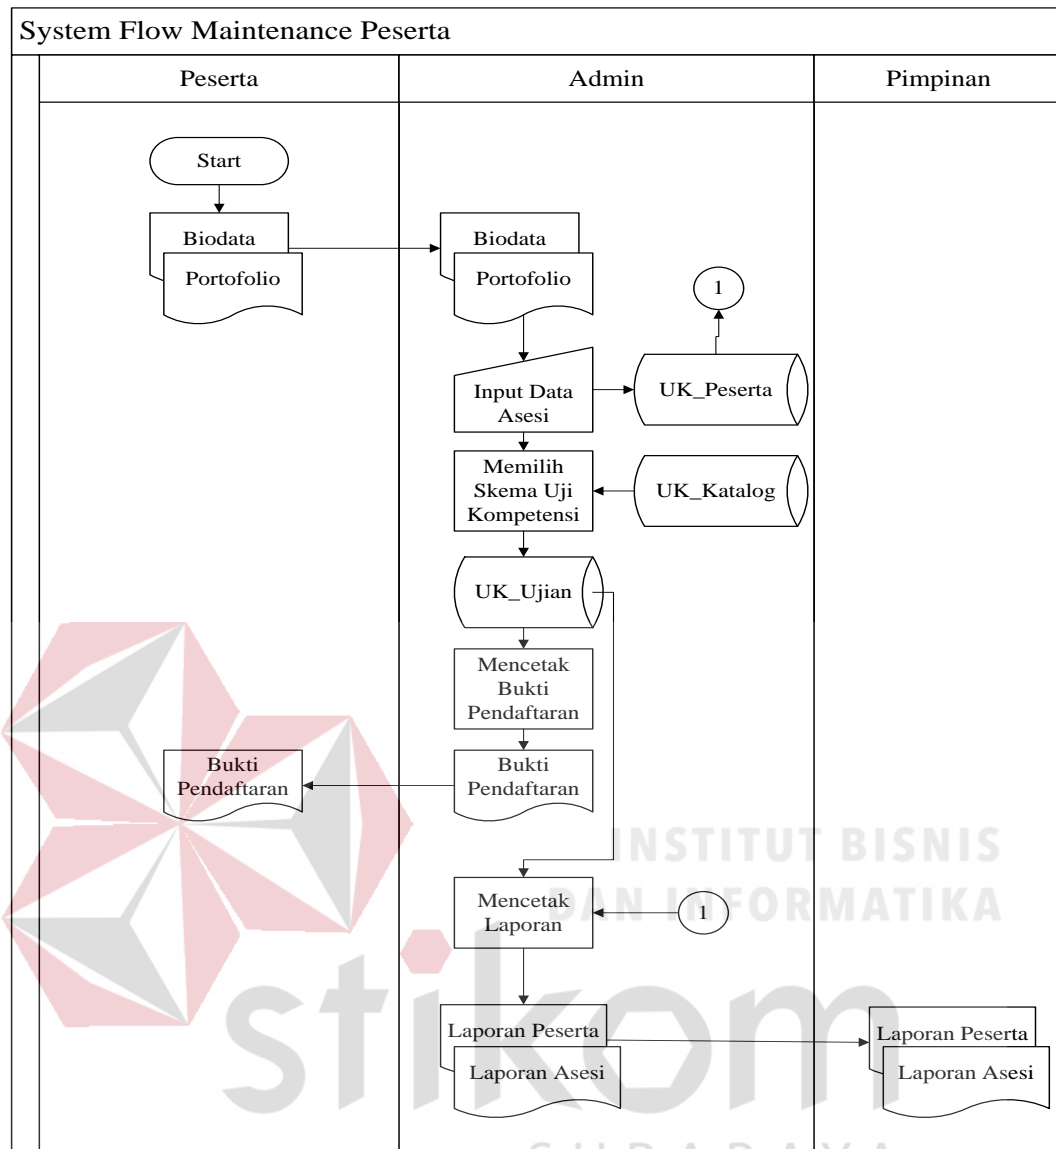 System Flow Maintenance Peserta
Peserta
Admin
Pimpinan
Start
Biodata
Portofolio
Biodata
Portofolio
1
Input Data
Asesi
UK_Peserta
Memilih
Skema Uji
Kompetensi
UK_Katalog
UK_Ujian
Mencetak
Bukti
Pendaftaran
Bukti
Pendaftaran
Bukti
Pendaftaran
INSTITUT BISNIS
DAN INFORMATIKA
Mencetak
Laporan
1
stikom
Laporan Peserta
Laporan Asesi
Laporan Peserta
Laporan Asesi
SURABAYA